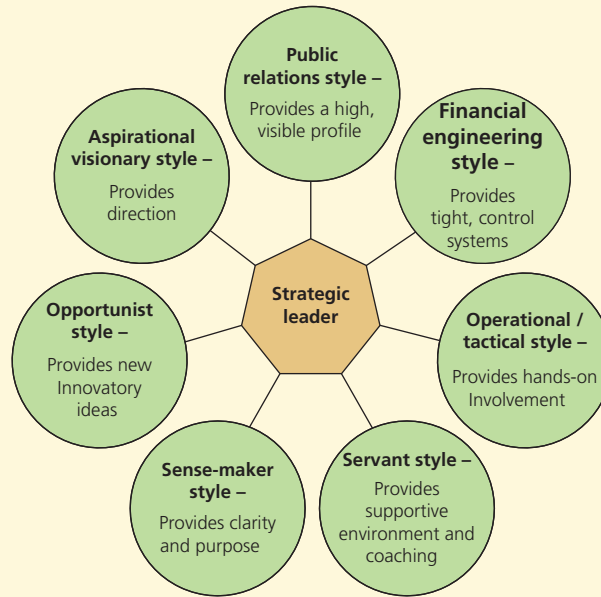 Public
relations style –
Provides a high,
visible profile
Financial
engineering
style –
Provides
tight, control
systems
Operational /
tactical style –
Provides hands-on
Involvement
Servant style –
Provides
supportive
environment and
coaching
Sense-maker
style –
Provides clarity
and purpose
Opportunist
style –
Provides new
Innovatory
ideas
Aspirational
visionary style –
Provides
direction
Strategic
leader